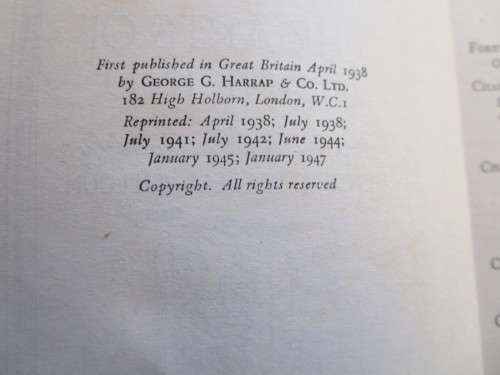 First published in Great Britain April 1938
by GEORGE G. HARRAP & CO. LTD.
182 High Holborn, London, W.C.1
Reprinted: April 1938; July 1938;
July 1941; July 1942; June 1944;
January 1945; January 1947
Copyright. All rights reserved